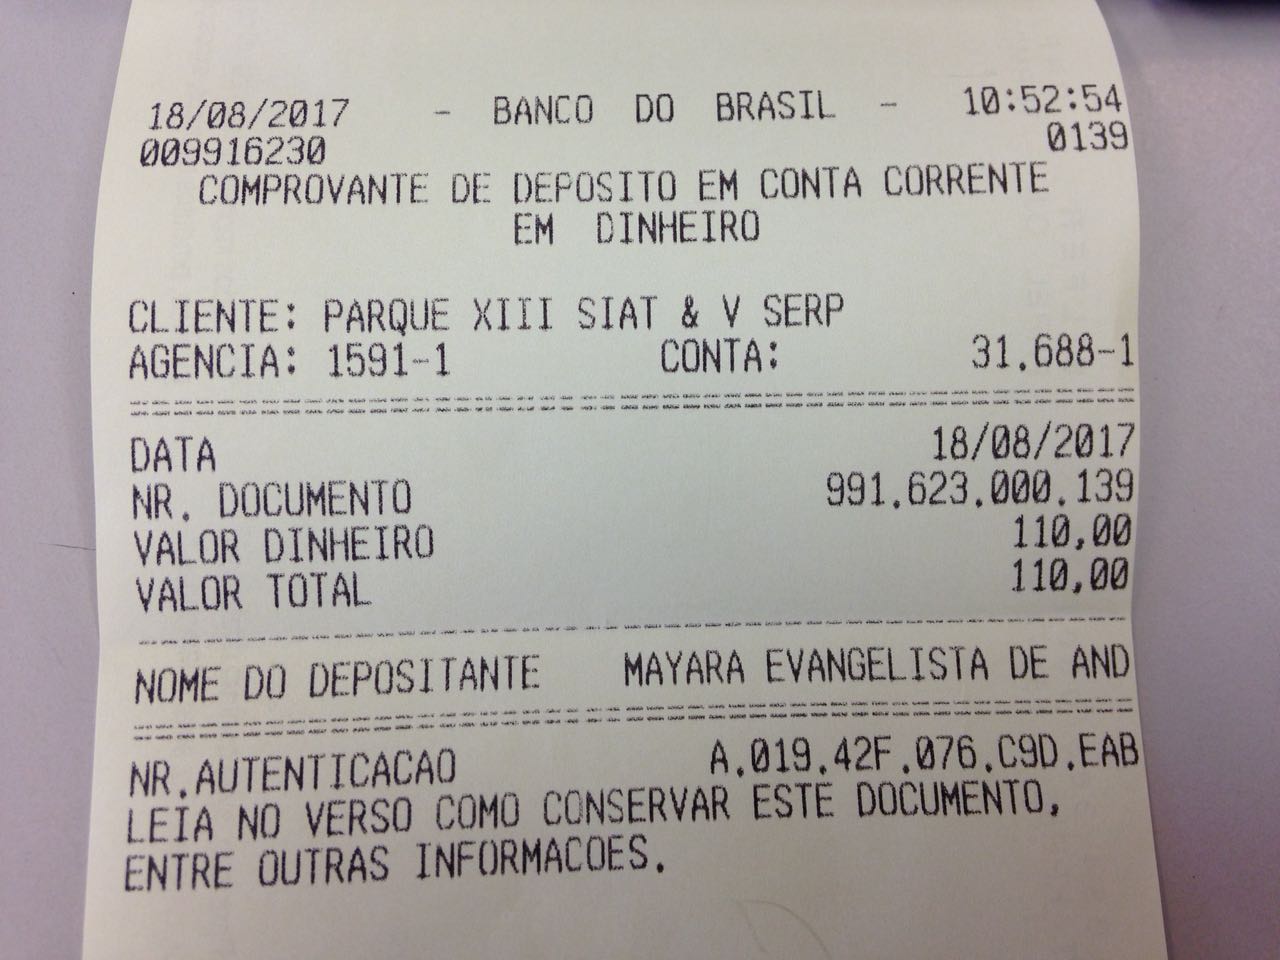 18/08/2017 - BANCO DO BRASIL - 10:52:54
009916230 0139
COMPROVANTE DE DEPOSITO EM CONTA CORRENTE
EM DINHEIRO
CLIENTE: PARQUE XIII SIAT & V SERP
AGENCIA: 1591-1 CONTA: 31.688-1
DATA 18/08/2017
NR. DOCUMENTO 991.623.000.139
VALOR DINHEIRO 110,00
VALOR TOTAL 110,00
NOME DO DEPOSITANTE MAYARA EVANGELISTA DE AND
NR.AUTENTICACAO A.019.42F.076.C9D.EAB
LEIA NO VERSO COMO CONSERVAR ESTE DOCUMENTO,
ENTRE OUTRAS INFORMACOES.